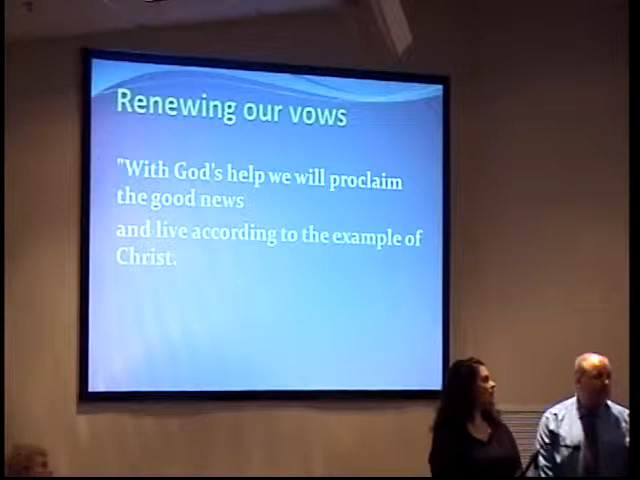 Renewing our vows
"With God's help we will proclaim
the good news
and live according to the example of
Christ.